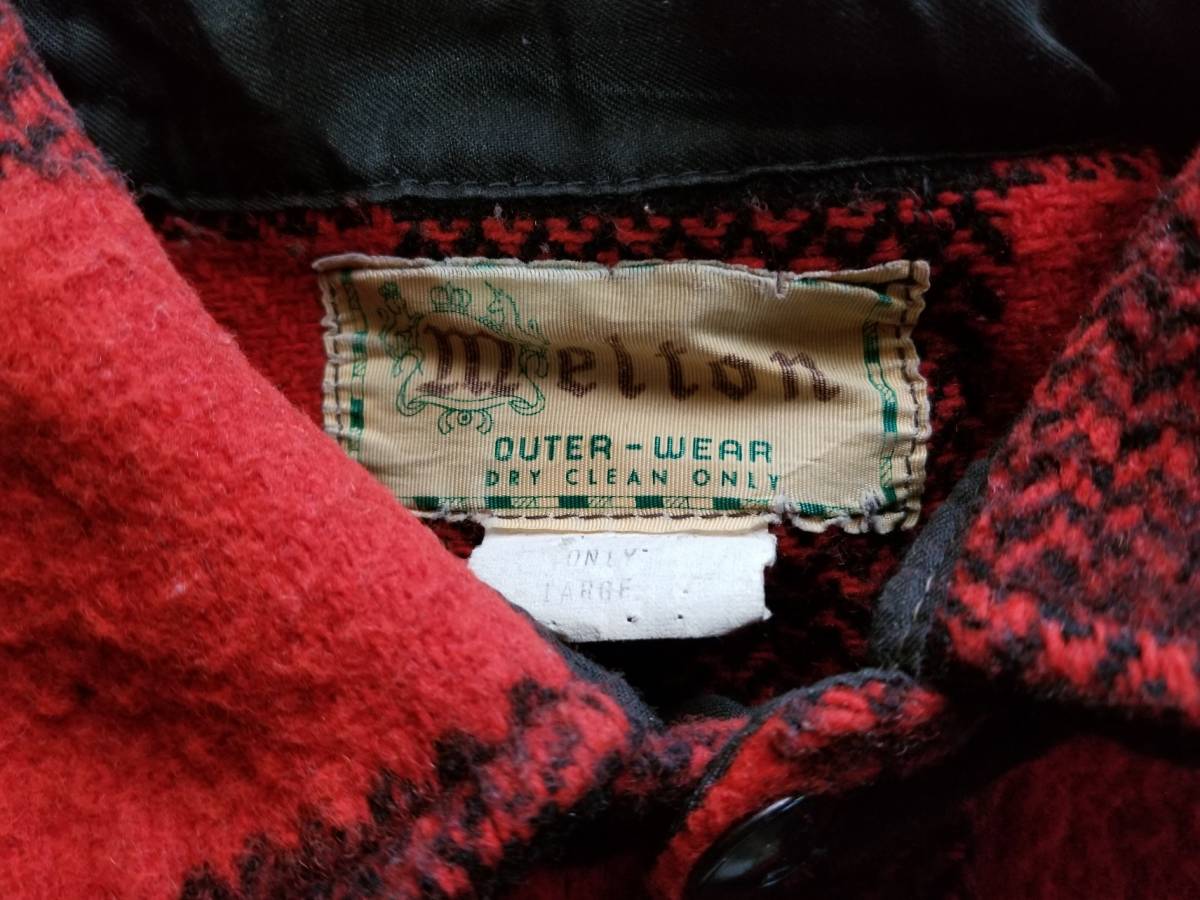 Melton
OUTER-WEAR
DRY CLEAN ONLY
ONLY
LARGE